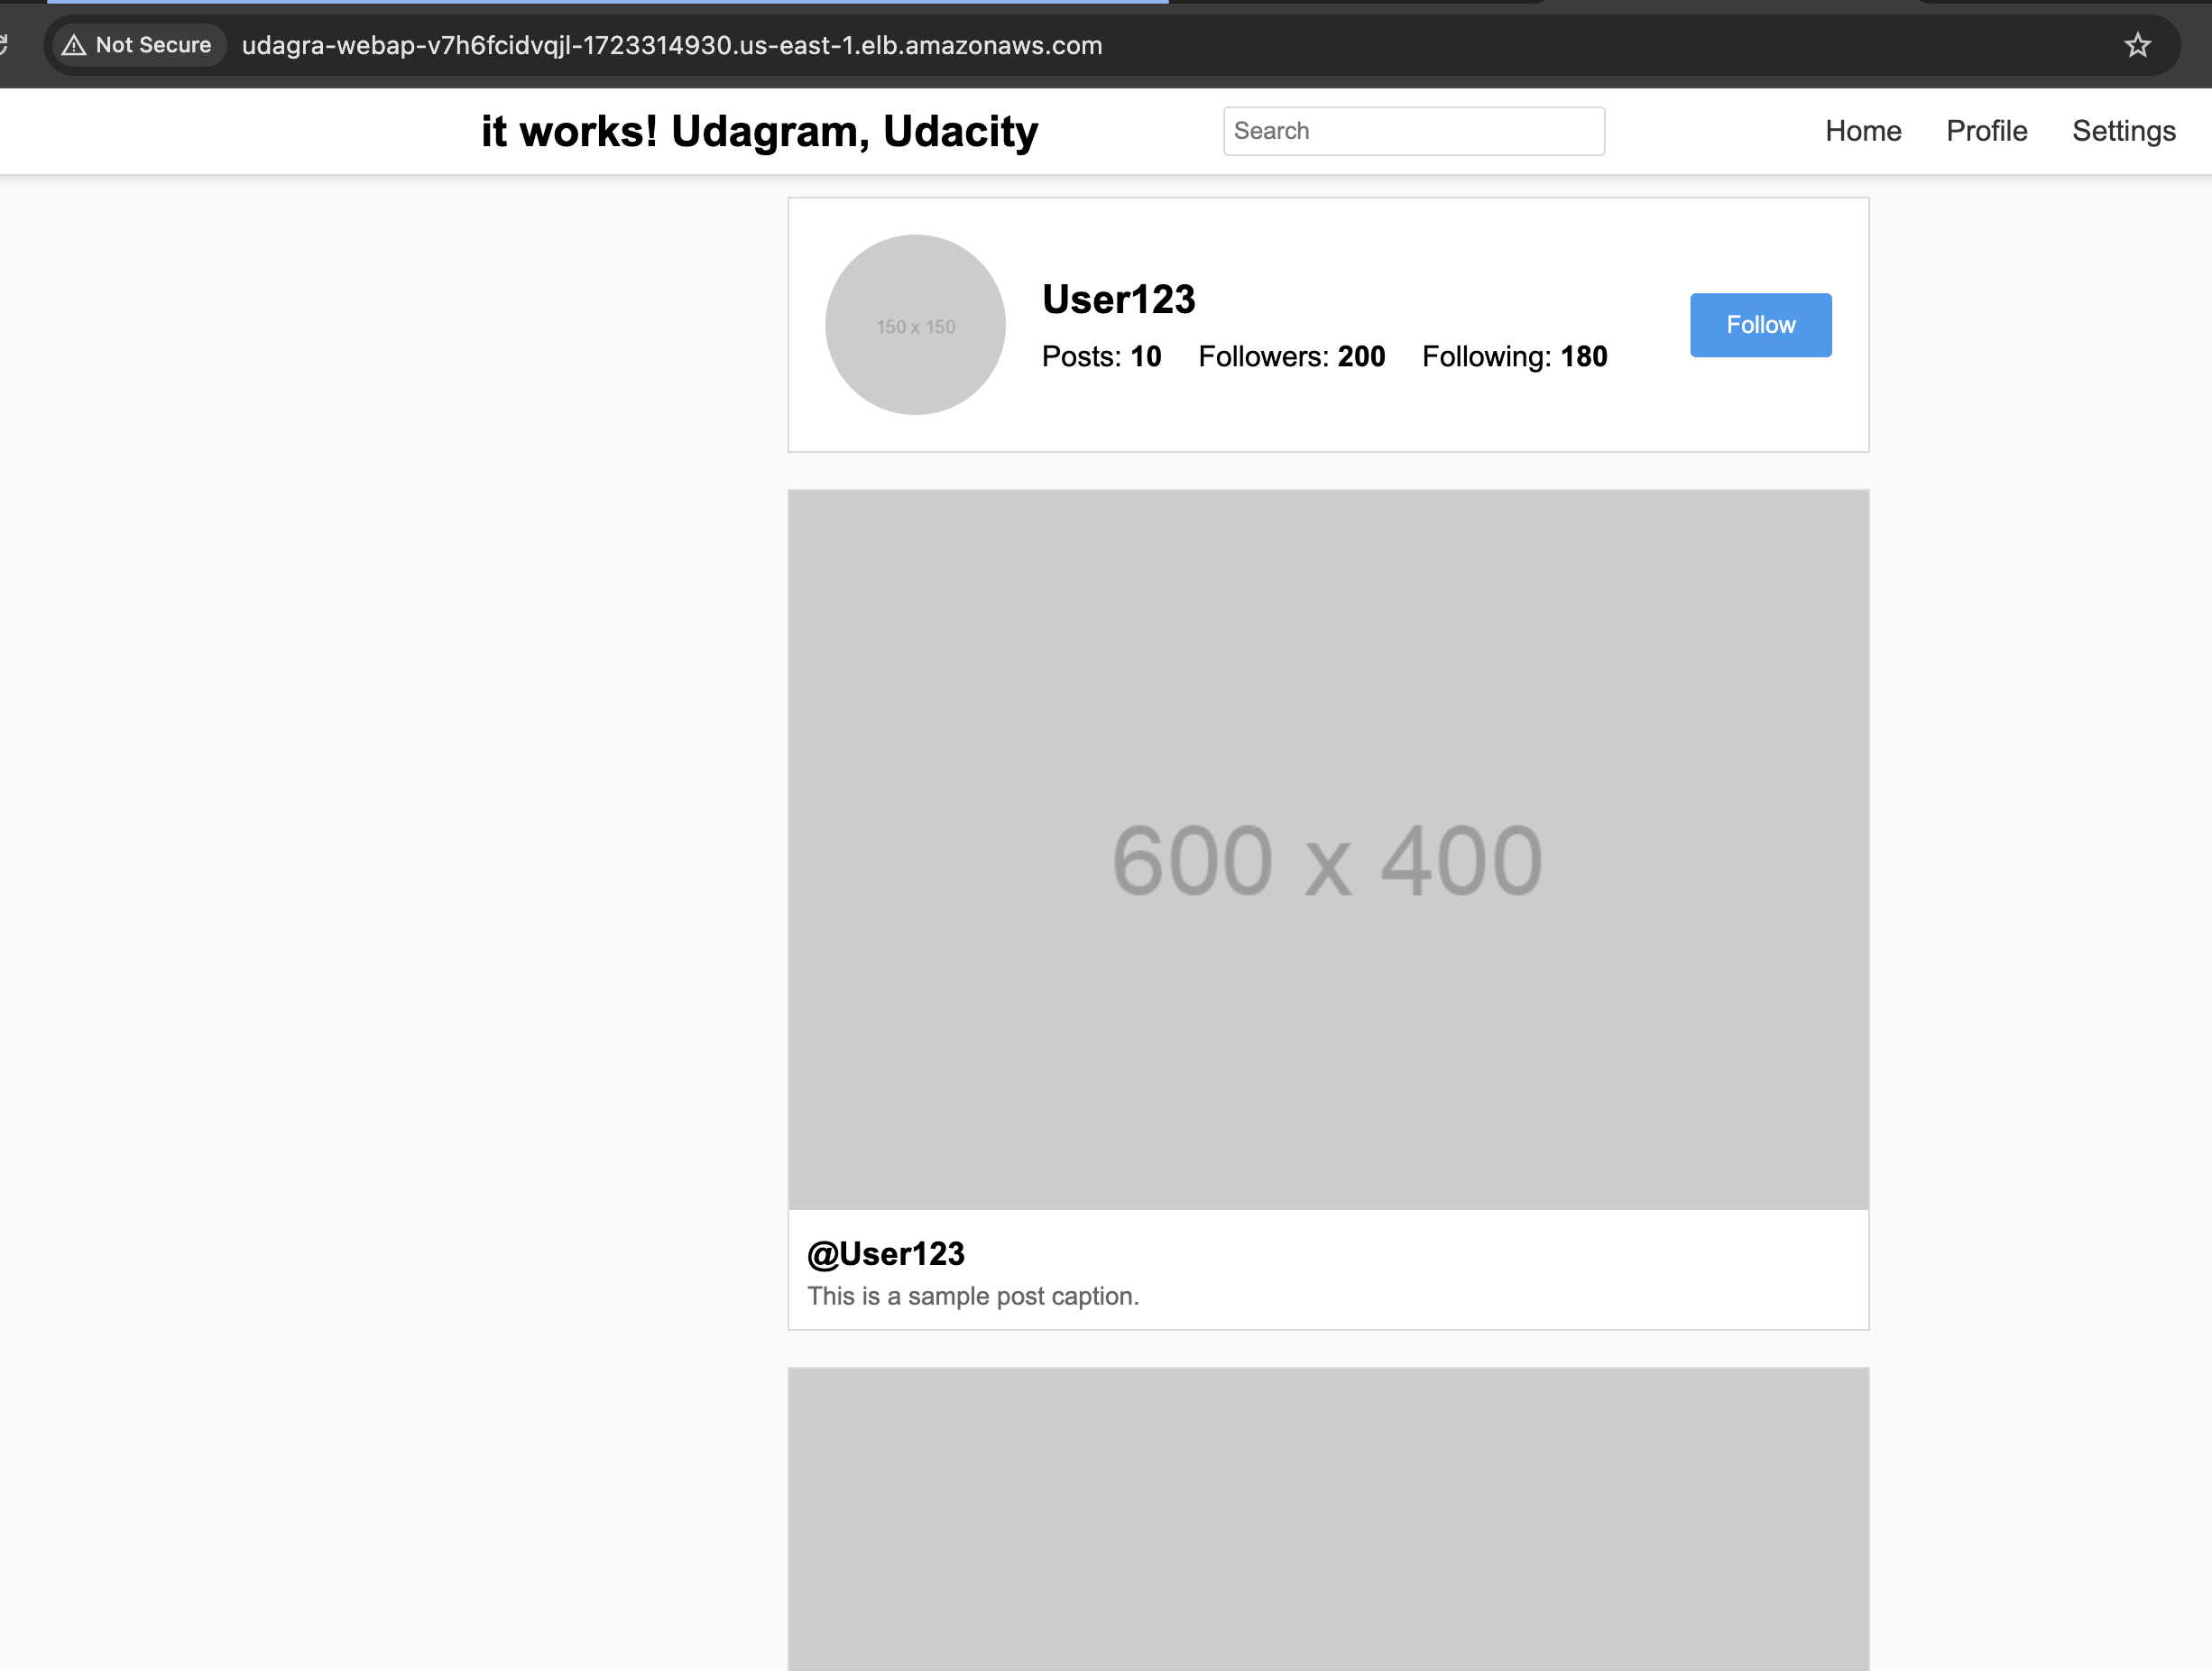 Not Secure udagra-webap-v7h6fcidvqjl-1723314930.us-east-1.elb.amazonaws.com
it works! Udagram, Udacity Search Home Profile Settings
150 x 150
User123
Posts: 10 Followers: 200 Following: 180
Follow
600 x 400
@User123
This is a sample post caption.